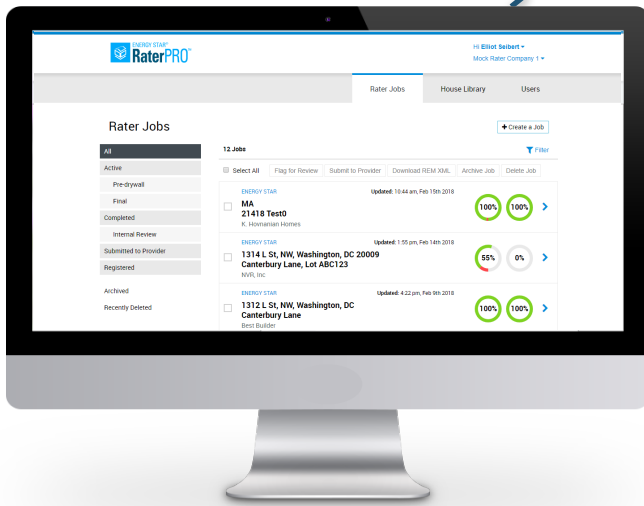 ENERGY STAR®
RaterPRO™
Hi Elliot Seibert
Mock Rater Company 1
Rater Jobs
House Library
Users
Rater Jobs
+ Create a Job
All
Active
Pre-drywall
Final
Completed
Internal Review
Submitted to Provider
Registered
Archived
Recently Deleted
12 Jobs
Filter
Select All
Flag for Review
Submit to Provider
Download REM XML
Archive Job
Delete Job
ENERGY STAR
Updated: 10:44 am, Feb 15th 2018
MA
21418 Test0
K. Hovnanian Homes
100%
100%
ENERGY STAR
Updated: 1:55 pm, Feb 14th 2018
1314 L St, NW, Washington, DC 20009
Canterbury Lane, Lot ABC123
NVR, Inc
55%
0%
ENERGY STAR
Updated: 4:22 pm, Feb 9th 2018
1312 L St, NW, Washington, DC
Canterbury Lane
Best Builder
100%
100%